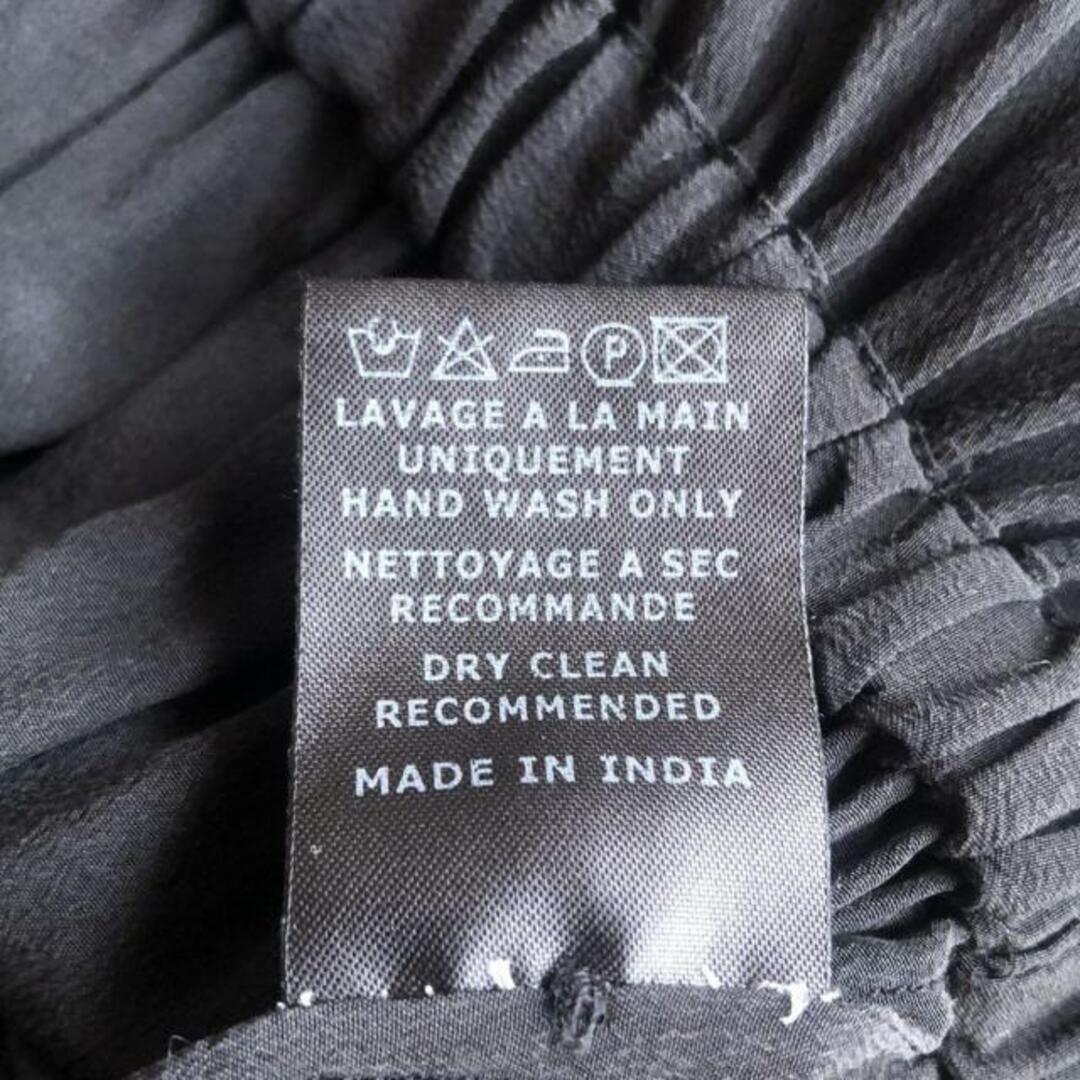 P
LAVAGE A LA MAIN
UNIQUEMENT
HAND WASH ONLY
NETTOYAGE A SEC
RECOMMANDE
DRY CLEAN
RECOMMENDED
MADE IN INDIA